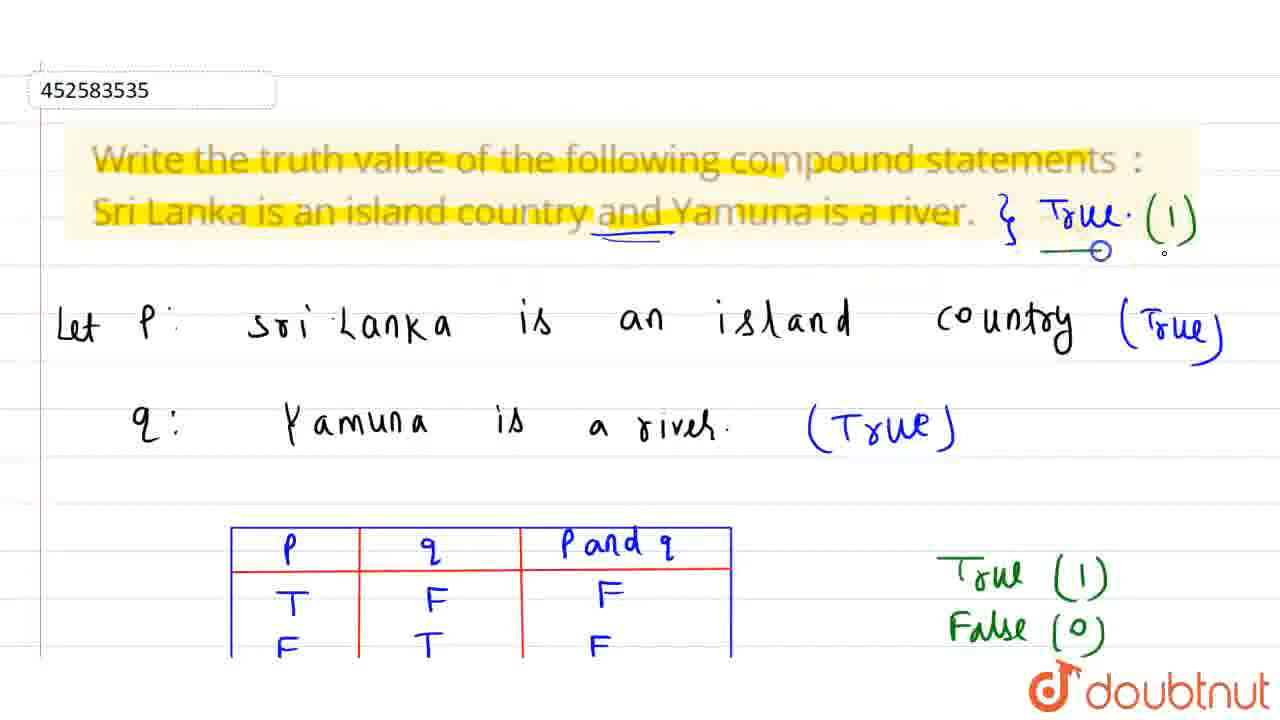 452583535
Write the truth value of the following compound statements :
Sri Lanka is an island country and Yamuna is a river. } True. (1)
Let P: Sri Lanka is an island country (True)
q: Yamuna is a river. (True)
P q P and q
T F F
F T F
True (1)
False (0)
doubtnut